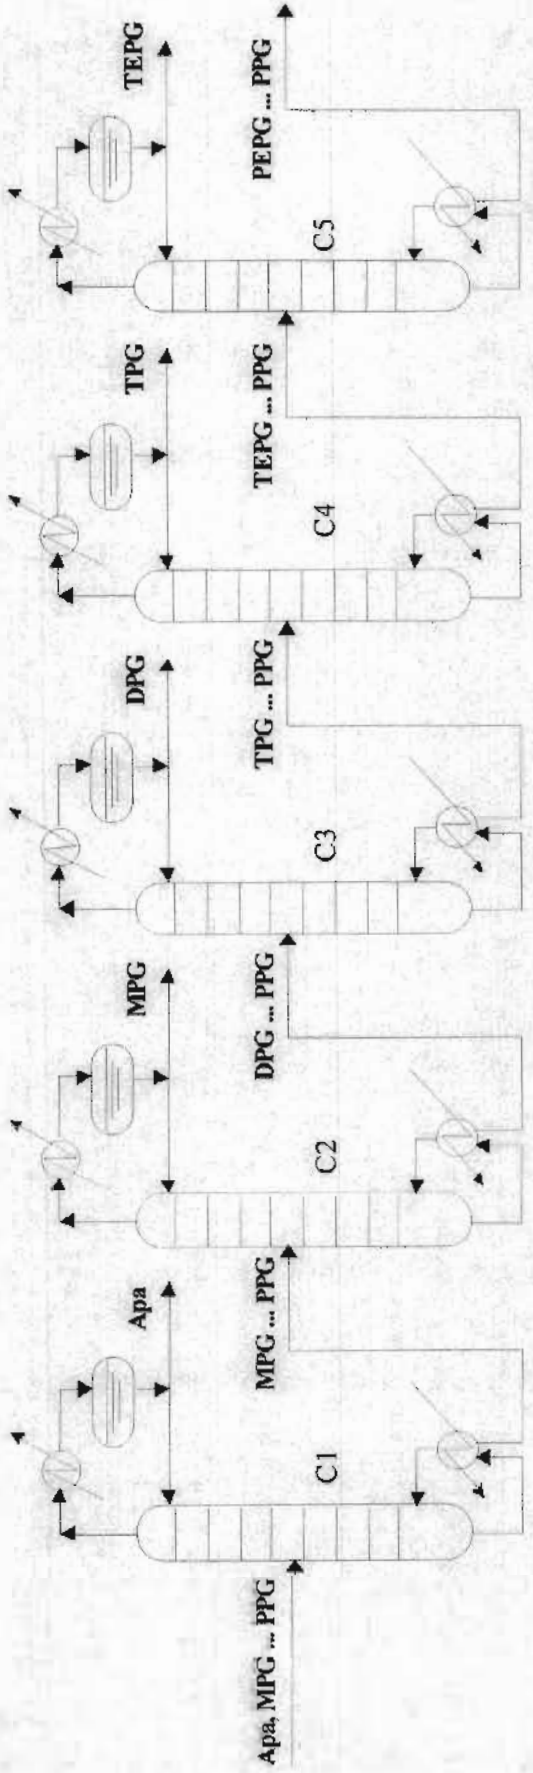 Apa, MPG ... PPG
C1
Apa
MPG ... PPG
C2
MPG
DPG ... PPG
C3
DPG
TPG ... PPG
C4
TPG
TEPG ... PPG
C5
TEPG
PEPG ... PPG